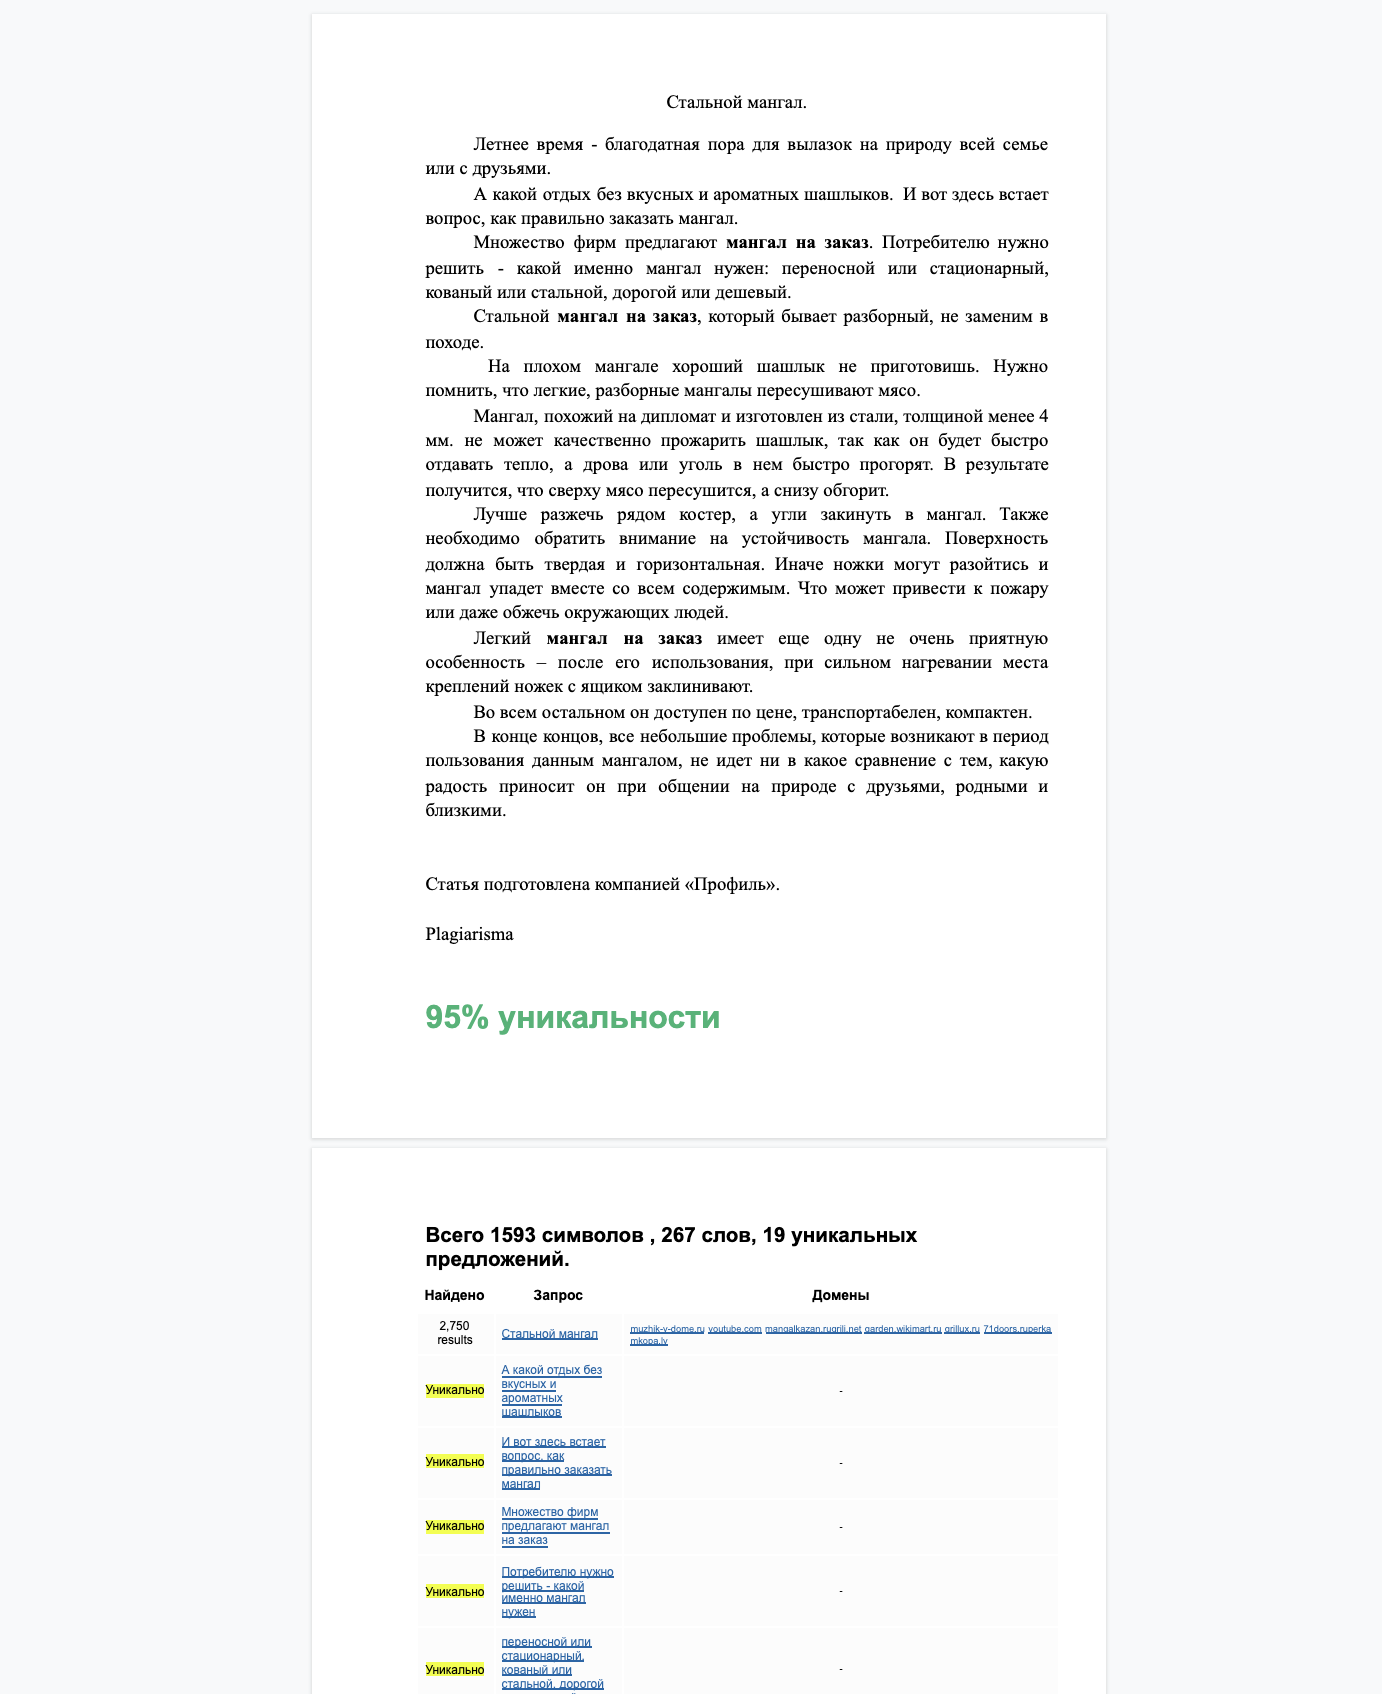 Стальной мангал.
Летнее время - благодатная пора для вылазок на природу всей семье
или с друзьями.
А какой отдых без вкусных и ароматных шашлыков.  И вот здесь встает
вопрос, как правильно заказать мангал.
Множество фирм предлагают мангал на заказ. Потребителю нужно
решить - какой именно мангал нужен: переносной или стационарный,
кованый или стальной, дорогой или дешевый.
Стальной мангал на заказ, который бывает разборный, не заменим в
походе.
На плохом мангале хороший шашлык не приготовишь. Нужно
помнить, что легкие, разборные мангалы пересушивают мясо.
Мангал, похожий на дипломат и изготовлен из стали, толщиной менее 4
мм. не может качественно прожарить шашлык, так как он будет быстро
отдавать тепло, а дрова или уголь в нем быстро прогорят. В результате
получится, что сверху мясо пересушится, а снизу обгорит.
Лучше разжечь рядом костер, а угли закинуть в мангал. Также
необходимо обратить внимание на устойчивость мангала. Поверхность
должна быть твердая и горизонтальная. Иначе ножки могут разойтись и
мангал упадет вместе со всем содержимым. Что может привести к пожару
или даже обжечь окружающих людей.
Легкий мангал на заказ имеет еще одну не очень приятную
особенность – после его использования, при сильном нагревании места
креплений ножек с ящиком заклинивают.
Во всем остальном он доступен по цене, транспортабелен, компактен.
В конце концов, все небольшие проблемы, которые возникают в период
пользования данным мангалом, не идет ни в какое сравнение с тем, какую
радость приносит он при общении на природе с друзьями, родными и
близкими.
Статья подготовлена компанией «Профиль».
Plagiarisma
95% уникальности
Всего 1593 символов , 267 слов, 19 уникальных
предложений.
Найдено Запрос Домены
2,750
results
Стальной мангал
muzhik-v-dome.ru youtube.com mangalkazan.rugrili.net garden.wikimart.ru grillux.ru 71doors.ruperka
mkopa.lv
Уникально
А какой отдых без
вкусных и
ароматных
шашлыков
-
Уникально
И вот здесь встает
вопрос, как
правильно заказать
мангал
-
Уникально
Множество фирм
предлагают мангал
на заказ
-
Уникально
Потребителю нужно
решить - какой
именно мангал
нужен
-
Уникально
переносной или
стационарный,
кованый или
стальной, дорогой
-